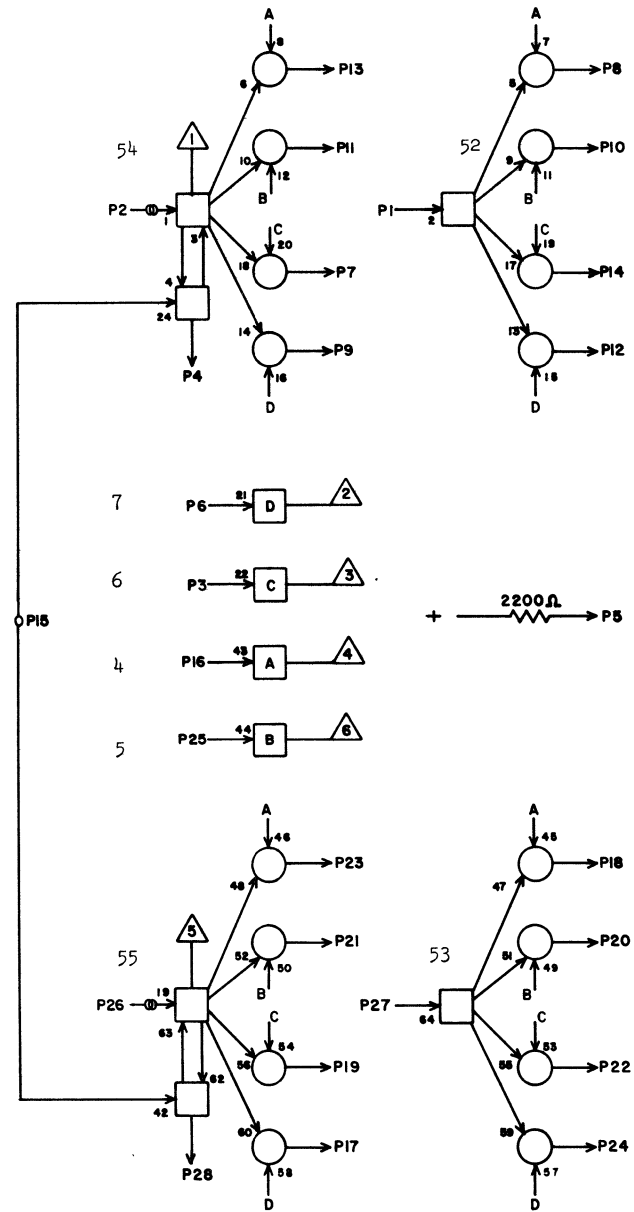 A
8
6
P13
54
1
10
12
P11
B
P2
1
3
C
20
18
P7
4
24
14
P9
16
P4
D
A
7
5
P8
52
9
11
P10
B
P1
2
C
19
17
P14
13
P12
15
D
7
P6
21
D
2
6
P3
22
C
3
P15
+
2200Ω
P5
4
P16
43
A
4
5
P25
44
B
6
A
46
48
P23
5
55
52
50
P21
B
P26
19
63
C
54
56
P19
62
42
60
P17
58
P28
D
A
45
47
P18
53
51
49
P20
B
P27
64
C
53
55
P22
59
P24
57
D